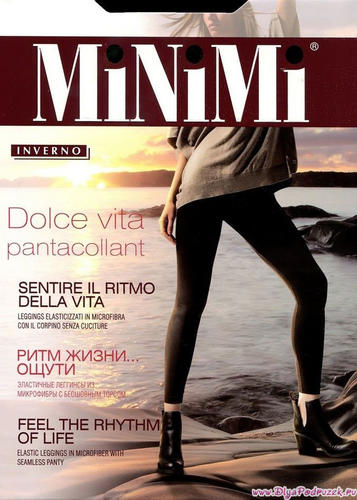 MiNiMi®
INVERNO
Dolce vita
pantacollant
SENTIRE IL RITMO
DELLA VITA
LEGGINGS ELASTICIZZATI IN MICROFIBRA
CON IL CORPINO SENZA CUCITURE
РИТМ ЖИЗНИ...
ОЩУТИ
ЭЛАСТИЧНЫЕ ЛЕГГИНСЫ ИЗ
МИКРОФИБРЫ С БЕСШОВНЫМ ТОРСОМ
FEEL THE RHYTHM
OF LIFE
ELASTIC LEGGINGS IN MICROFIBER WITH
SEAMLESS PANTY
www.DlyaPodruzek.ru